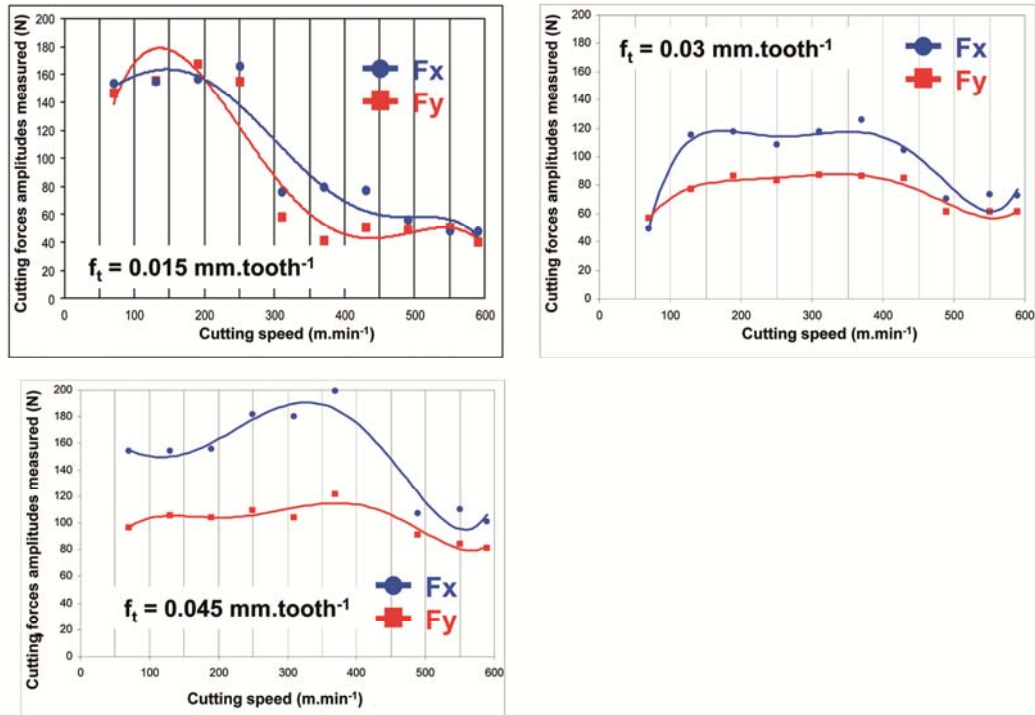 Cutting forces amplitudes measured (N)
200
180
160
140
120
100
80
60
40
20
0
Fx
Fy
fₜ = 0.015 mm.tooth⁻¹
0 100 200 300 400 500 600
Cutting speed (m.min⁻¹)
Cutting forces amplitudes measured (N)
200
180
160
140
120
100
80
60
40
20
0
fₜ = 0.03 mm.tooth⁻¹
Fx
Fy
0 100 200 300 400 500 600
Cutting speed (m.min⁻¹)
Cutting forces amplitudes measured (N)
200
180
160
140
120
100
80
60
40
20
0
fₜ = 0.045 mm.tooth⁻¹
Fx
Fy
0 100 200 300 400 500 600
Cutting speed (m.min⁻¹)